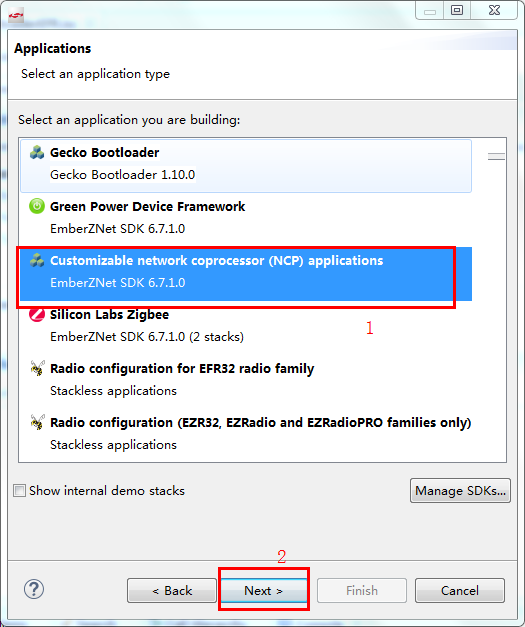 Applications
Select an application type
Select an application you are building:
Gecko Bootloader
Gecko Bootloader 1.10.0
Green Power Device Framework
EmberZNet SDK 6.7.1.0
Customizable network coprocessor (NCP) applications
EmberZNet SDK 6.7.1.0
1
Silicon Labs Zigbee
EmberZNet SDK 6.7.1.0 (2 stacks)
Radio configuration for EFR32 radio family
Stackless applications
Radio configuration (EZR32, EZRadio and EZRadioPRO families only)
Stackless applications
Show internal demo stacks
Manage SDKs...
2
?
< Back
Next >
Finish
Cancel